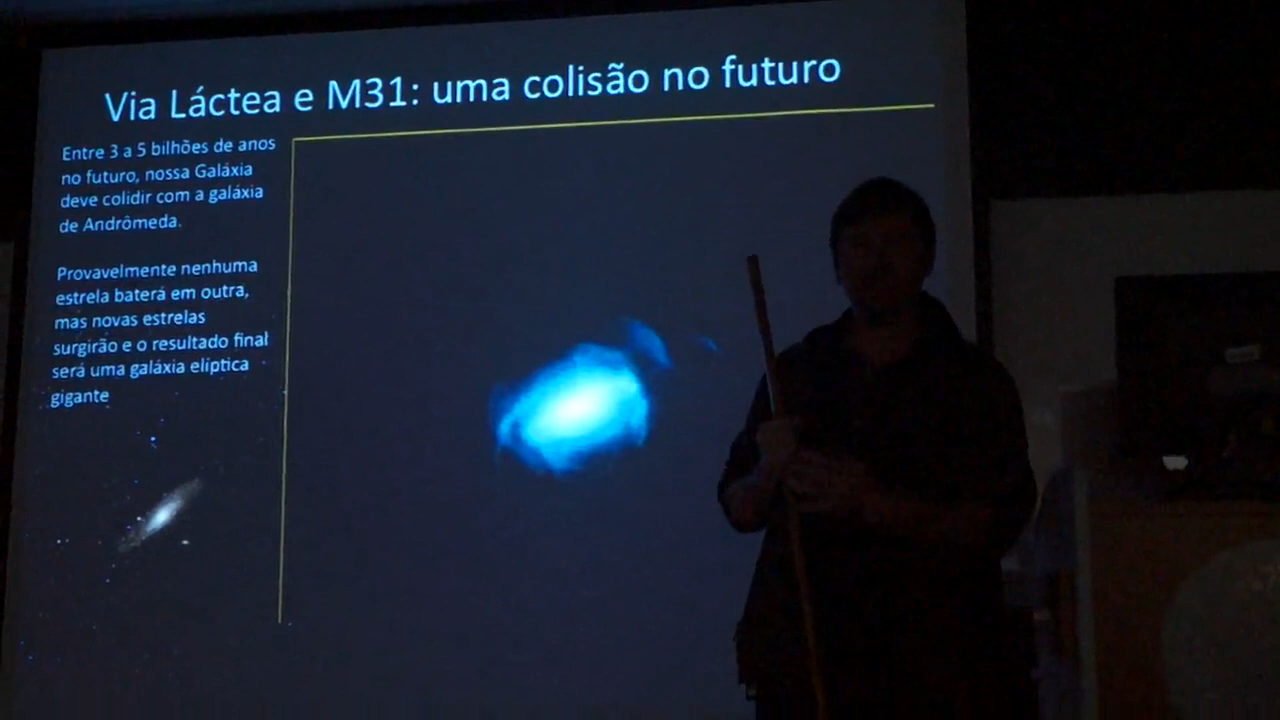 Via Láctea e M31: uma colisão no futuro
Entre 3 a 5 bilhões de anos
no futuro, nossa Galáxia
deve colidir com a galáxia
de Andrômeda.
Provavelmente nenhuma
estrela baterá em outra,
mas novas estrelas
surgirão e o resultado final
será uma galáxia elíptica
gigante